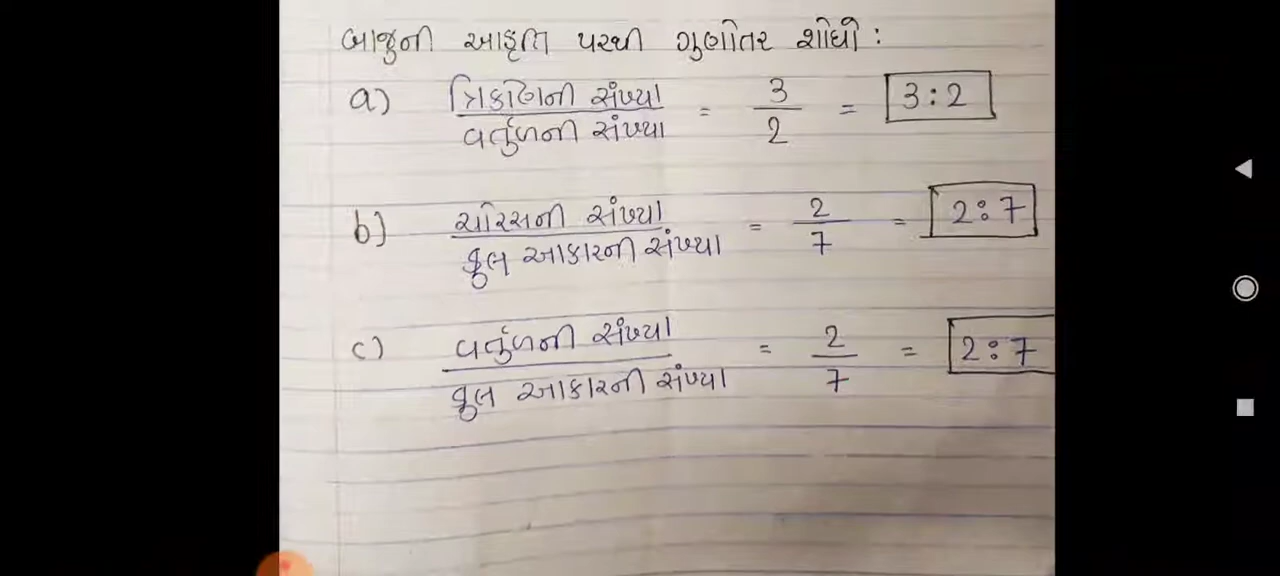 બાજુની આકૃતિ પરથી ગુણોતર શોધો :
a) ત્રિકોણની સંખ્યા / વર્તુળની સંખ્યા = 3/2 = 3:2
b) ચોરસની સંખ્યા / કુલ આકારની સંખ્યા = 2/7 = 2:7
c) વર્તુળની સંખ્યા / કુલ આકારની સંખ્યા = 2/7 = 2:7